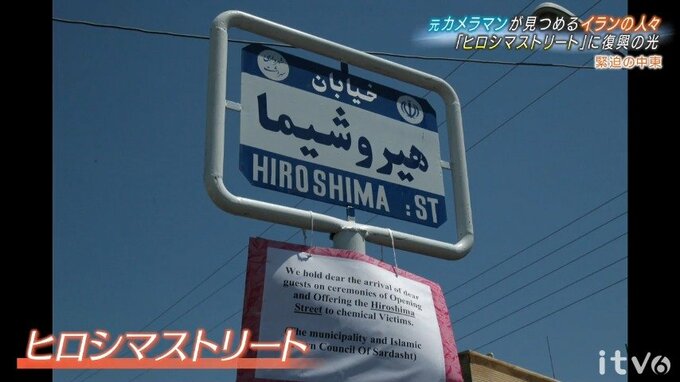 元カメラマンが見つめるイランの人々
「ヒロシマストリート」に復興の光
緊迫の中東
خیابان
هیروشیما
HIROSHIMA :ST
We hold dear the arrival of dear
guests on ceremonies of Opening
and Offering the Hiroshima
Street to chemical Victims.
(The municipality and Islamic
Town Council Of Sardasht)
ヒロシマストリート
itv6